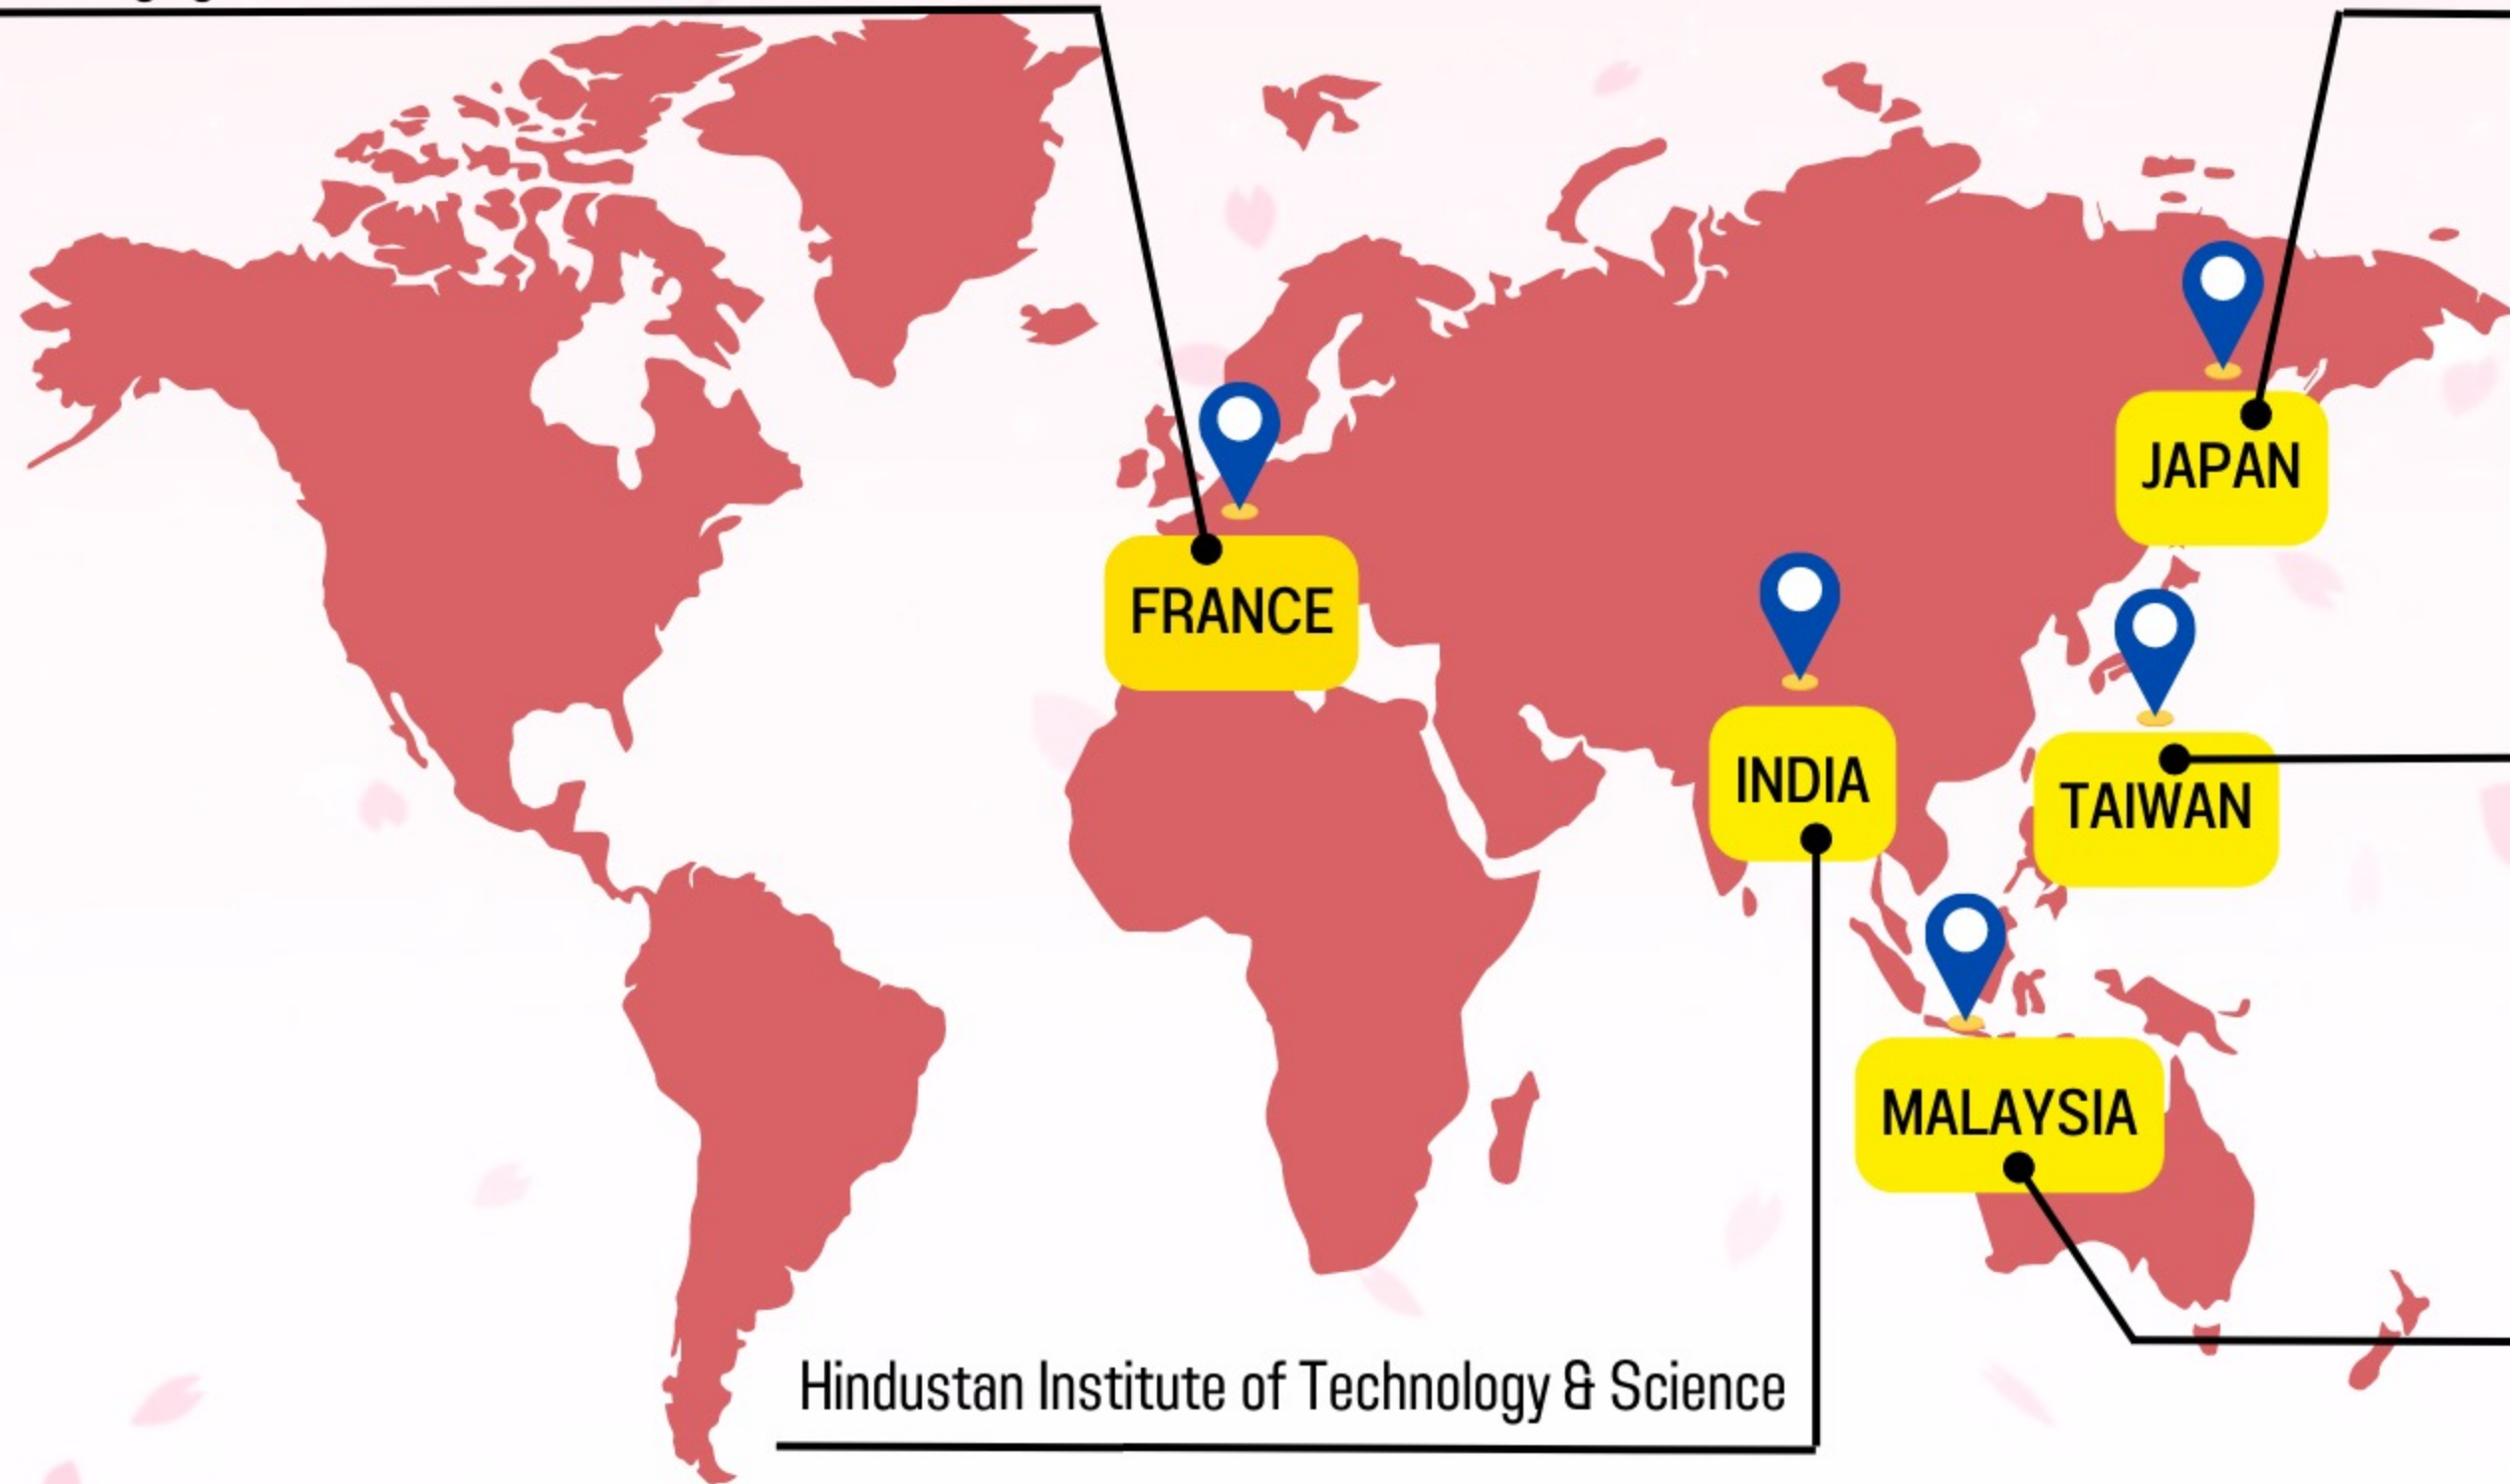 JAPAN
FRANCE
INDIA
TAIWAN
MALAYSIA
Hindustan Institute of Technology & Science